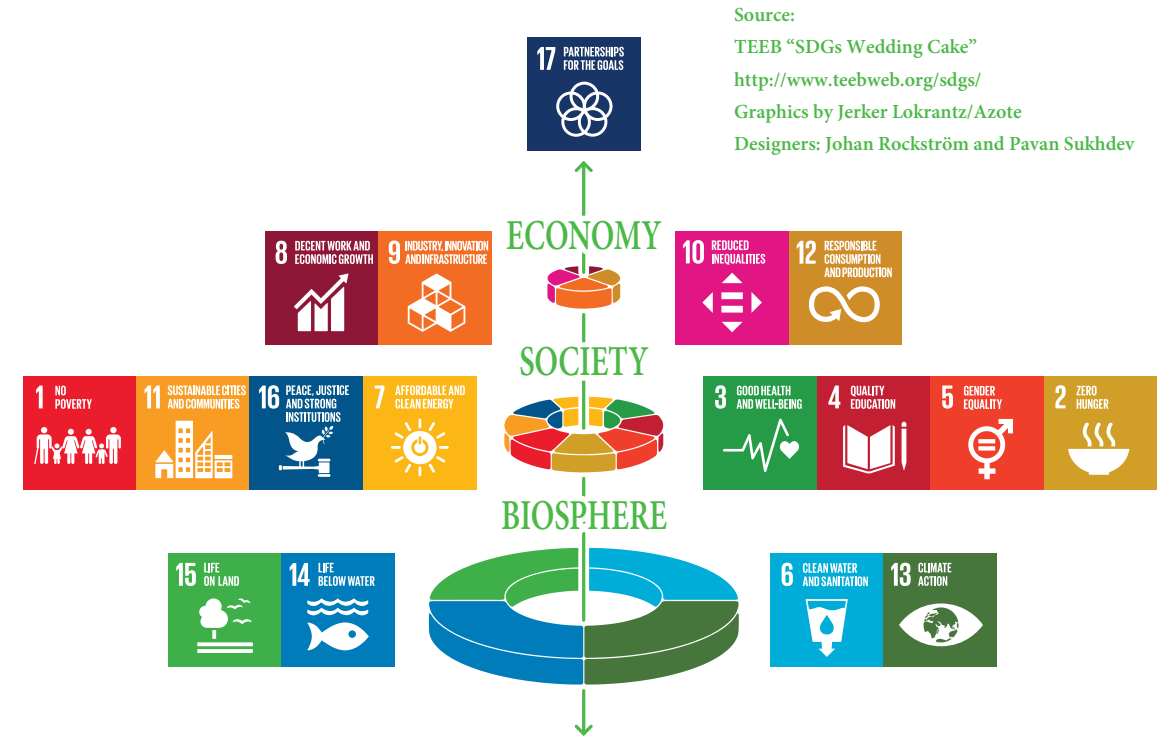 Source:
TEEB “SDGs Wedding Cake”
http://www.teebweb.org/sdgs/
Graphics by Jerker Lokrantz/Azote
Designers: Johan Rockström and Pavan Sukhdev
17 PARTNERSHIPS
FOR THE GOALS
ECONOMY
8 DECENT WORK AND
ECONOMIC GROWTH
9 INDUSTRY, INNOVATION
AND INFRASTRUCTURE
10 REDUCED
INEQUALITIES
12 RESPONSIBLE
CONSUMPTION
AND PRODUCTION
SOCIETY
1 NO
POVERTY
11 SUSTAINABLE CITIES
AND COMMUNITIES
16 PEACE, JUSTICE
AND STRONG
INSTITUTIONS
7 AFFORDABLE AND
CLEAN ENERGY
3 GOOD HEALTH
AND WELL-BEING
4 QUALITY
EDUCATION
5 GENDER
EQUALITY
2 ZERO
HUNGER
BIOSPHERE
15 LIFE
ON LAND
14 LIFE
BELOW WATER
6 CLEAN WATER
AND SANITATION
13 CLIMATE
ACTION